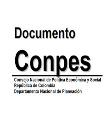 Documento
Conpes
Consejo Nacional de Política Económica y Social
República de Colombia
Departamento Nacional de Planeación